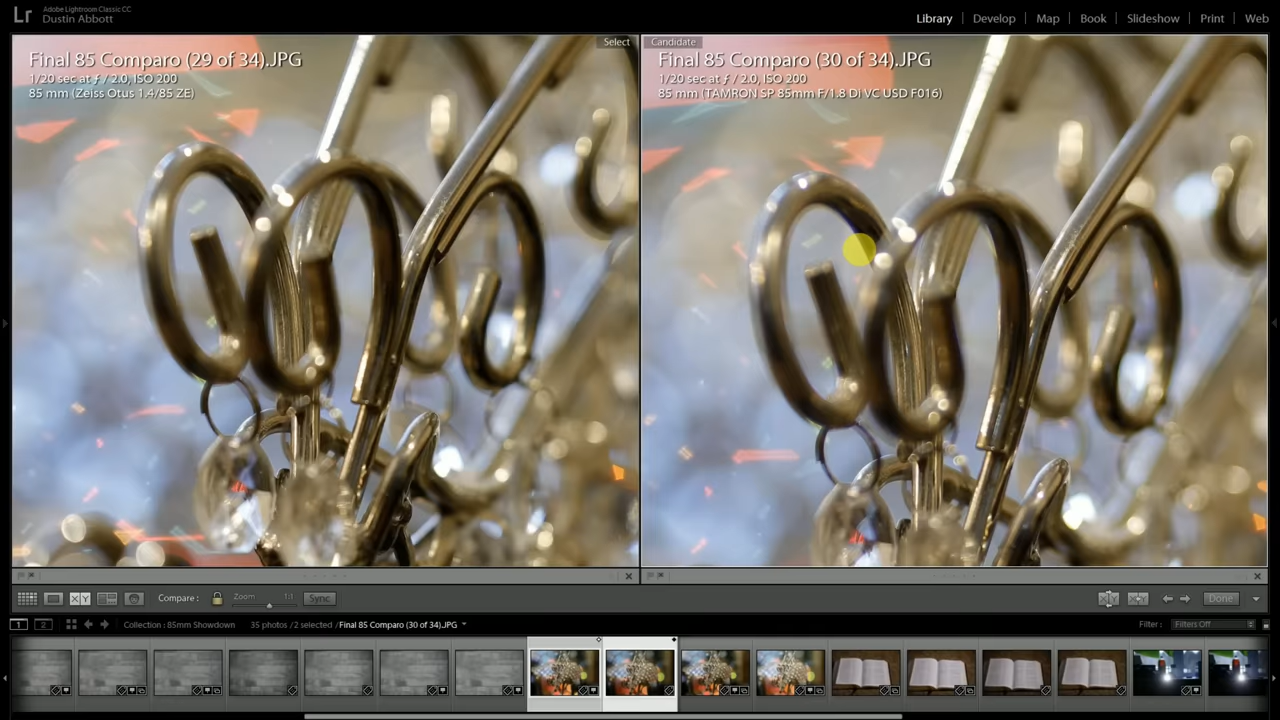 Lr
Adobe Lightroom Classic CC
Dustin Abbott
Library | Develop | Map | Book | Slideshow | Print | Web
Final 85 Comparo (29 of 34).JPG
1/20 sec at ƒ / 2.0, ISO 200
85 mm (Zeiss Otus 1.4/85 ZE)
Select
Candidate
Final 85 Comparo (30 of 34).JPG
1/20 sec at ƒ / 2.0, ISO 200
85 mm (TAMRON SP 85mm F/1.8 DI VC USD F016)
XY
Compare :
Zoom
1:1
Sync
Done
1
2
Collection : 85mm Showdown
35 photos /2 selected /Final 85 Comparo (30 of 34).JPG
Filter :
Filters Off